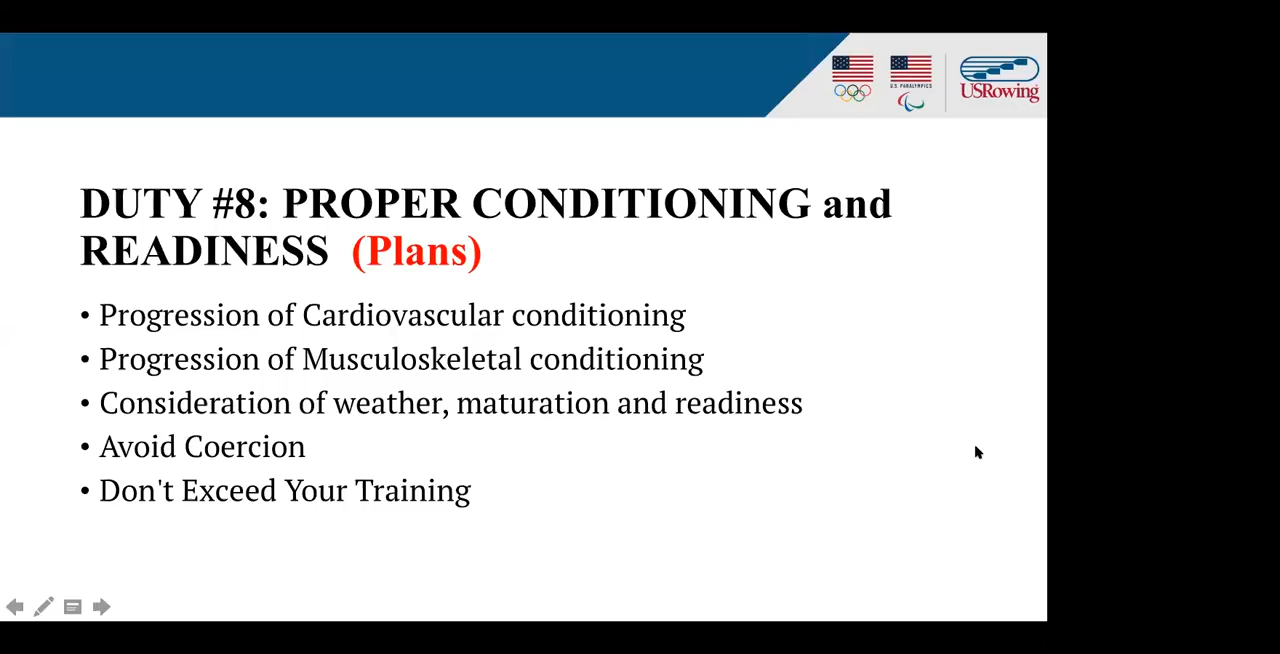 U.S. PARALYMPICS
USRowing
DUTY #8: PROPER CONDITIONING and
READINESS (Plans)
• Progression of Cardiovascular conditioning
• Progression of Musculoskeletal conditioning
• Consideration of weather, maturation and readiness
• Avoid Coercion
• Don't Exceed Your Training